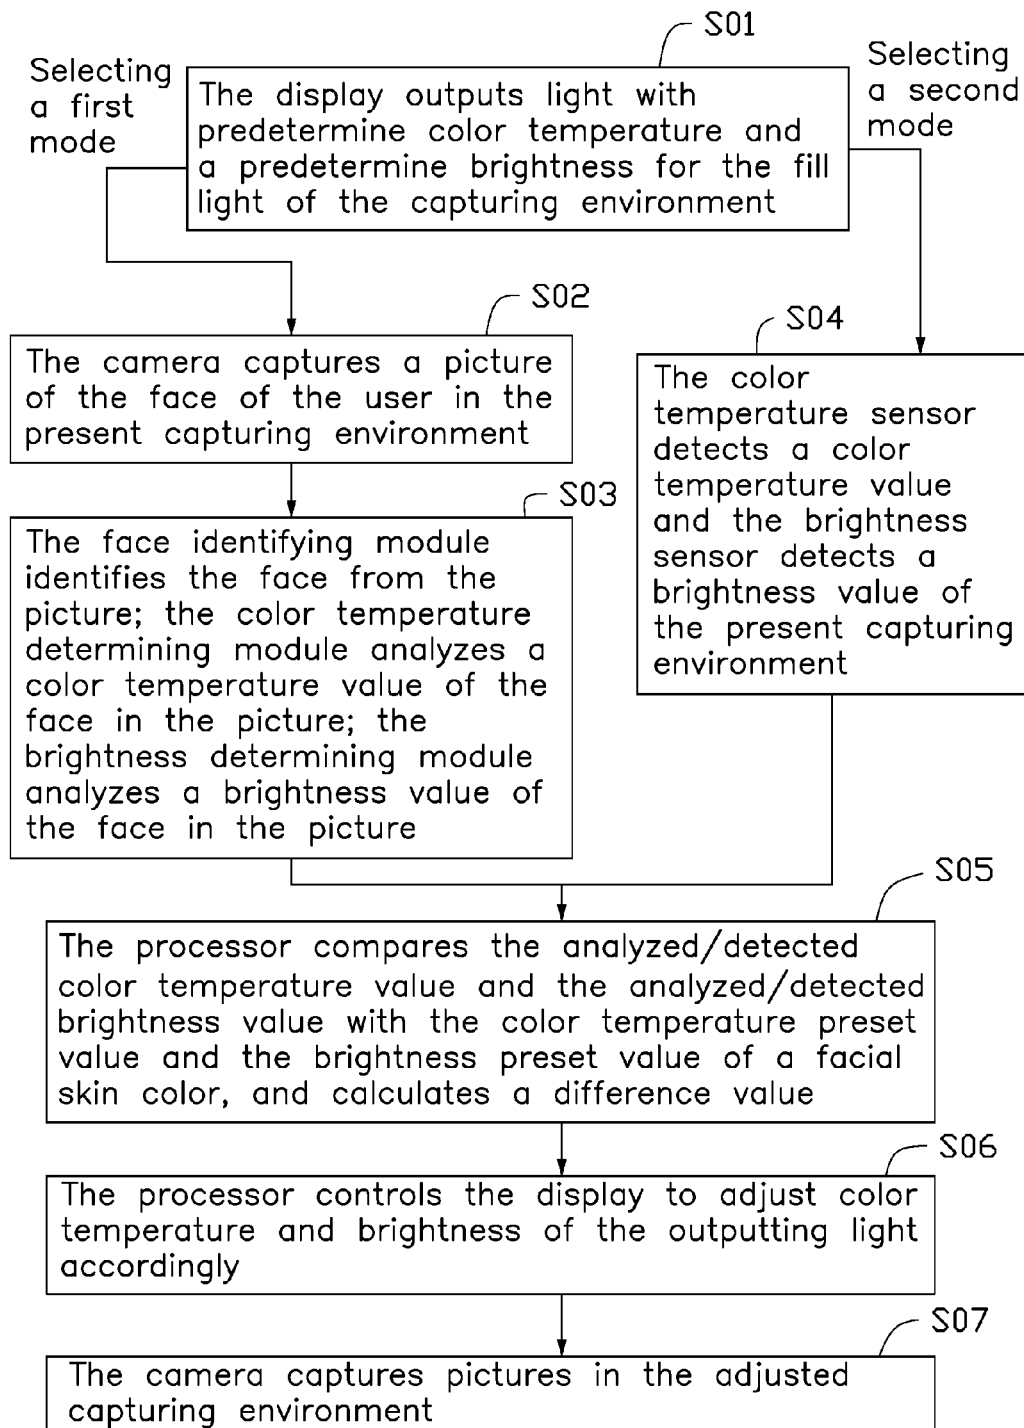 S01
Selecting
a first
mode
Selecting
a second
mode
The display outputs light with
predetermine color temperature and
a predetermine brightness for the fill
light of the capturing environment
S02
The camera captures a picture
of the face of the user in the
present capturing environment
S03
The face identifying module
identifies the face from the
picture; the color temperature
determining module analyzes a
color temperature value of the
face in the picture; the
brightness determining module
analyzes a brightness value of
the face in the picture
S04
The color
temperature sensor
detects a color
temperature value
and the brightness
sensor detects a
brightness value of
the present capturing
environment
S05
The processor compares the analyzed/detected
color temperature value and the analyzed/detected
brightness value with the color temperature preset
value and the brightness preset value of a facial
skin color, and calculates a difference value
S06
The processor controls the display to adjust color
temperature and brightness of the outputting light
accordingly
S07
The camera captures pictures in the adjusted
capturing environment